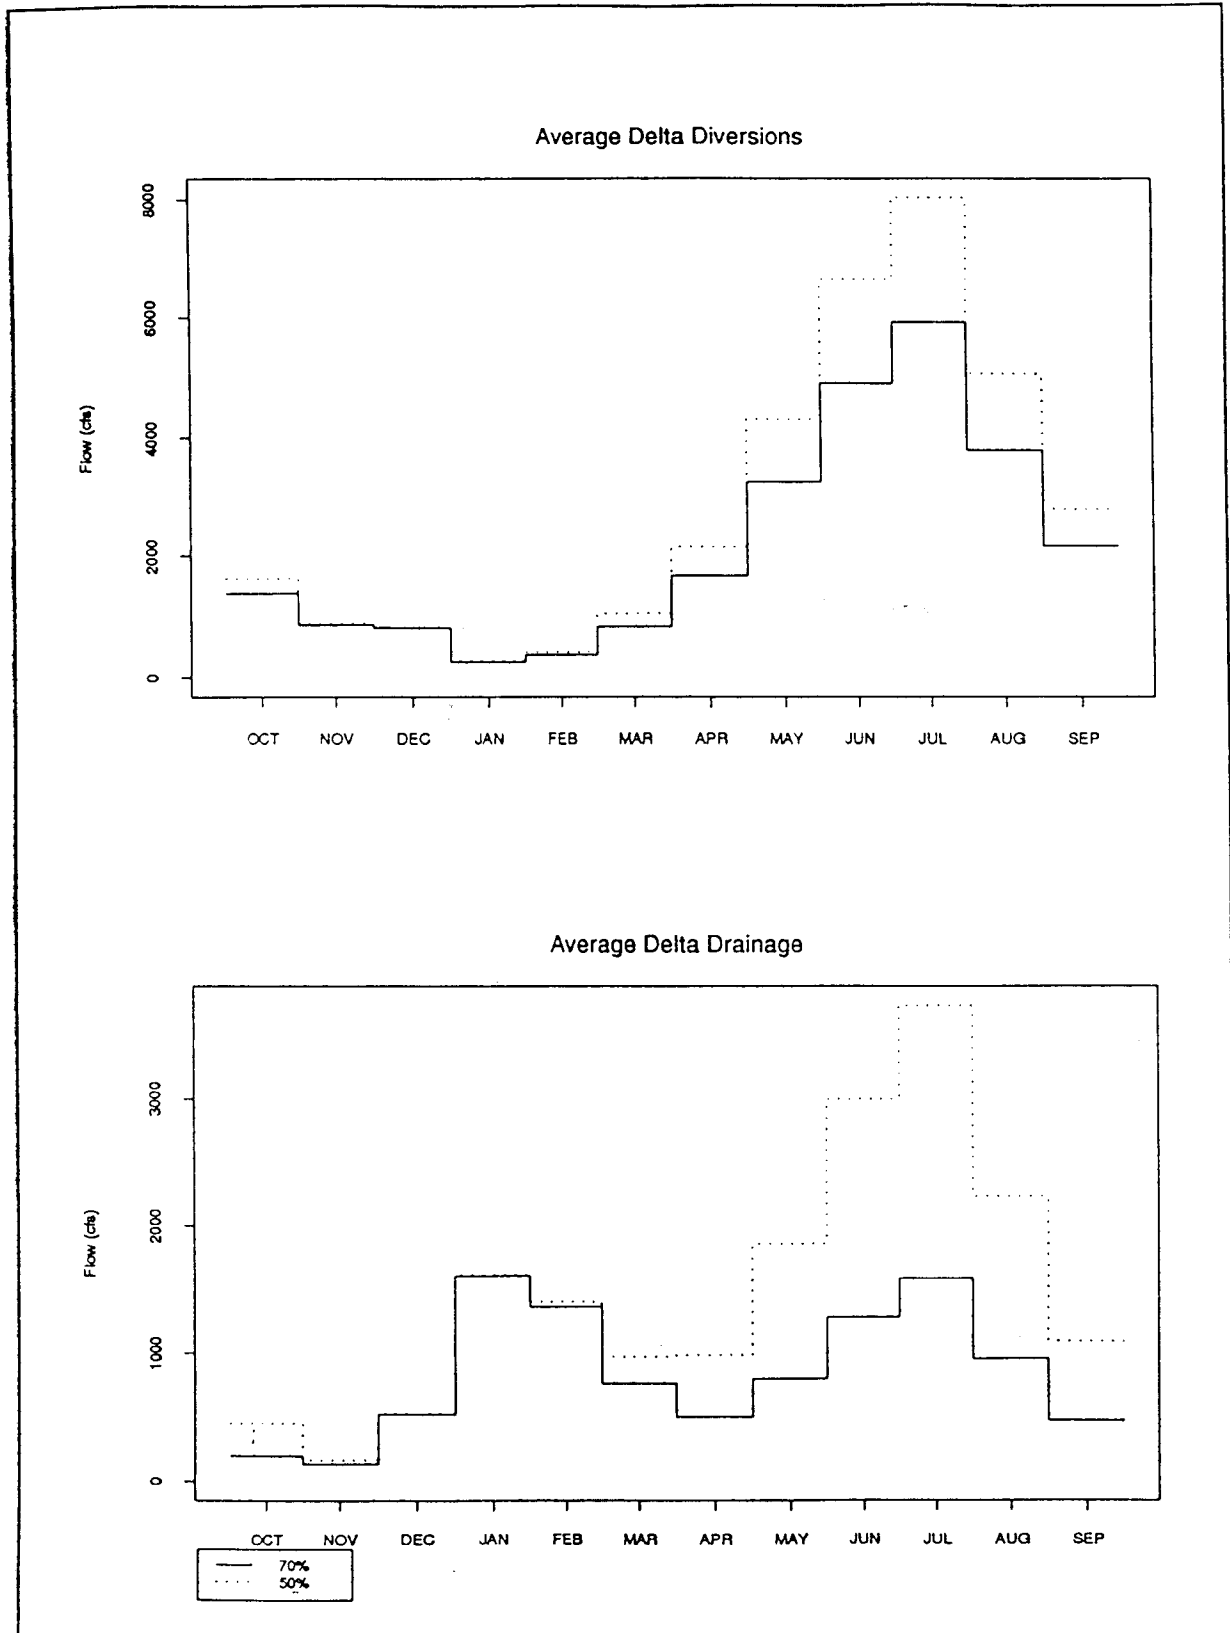 Average Delta Diversions
8000
6000
4000
2000
0
Flow (cfs)
OCT NOV DEC JAN FEB MAR APR MAY JUN JUL AUG SEP
Average Delta Drainage
3000
2000
1000
0
Flow (cfs)
OCT NOV DEC JAN FEB MAR APR MAY JUN JUL AUG SEP
70%
50%